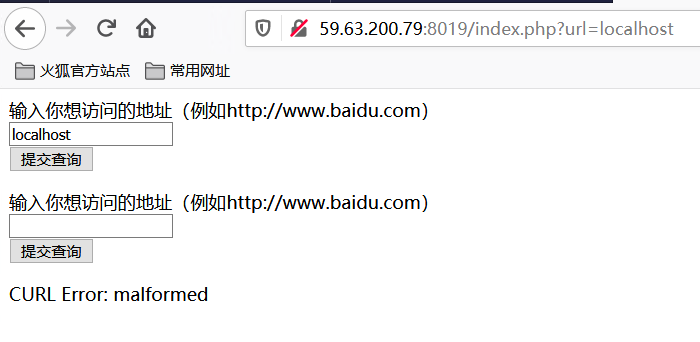 59.63.200.79:8019/index.php?url=localhost
火狐官方站点 常用网址
输入你想访问的地址（例如http://www.baidu.com）
localhost
提交查询
输入你想访问的地址（例如http://www.baidu.com）
提交查询
CURL Error: malformed